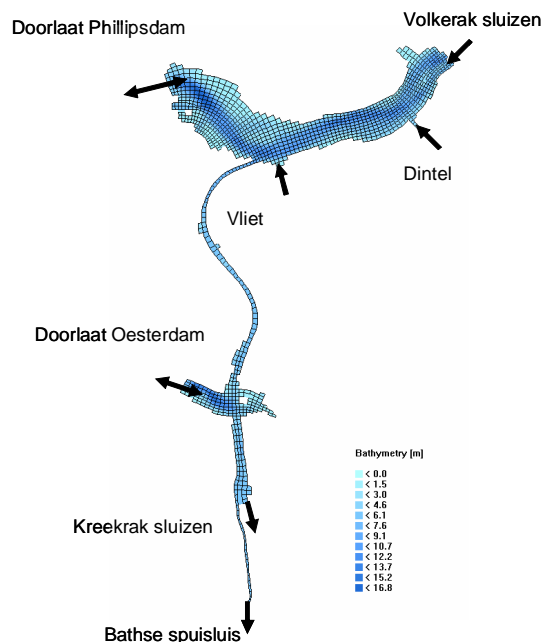 Doorlaat Phillipsdam
Volkerak sluizen
Dintel
Vliet
Doorlaat Oesterdam
Kreekrak sluizen
Bathse spuisluis
Bathymetry [m]
< 0.0
< 1.5
< 3.0
< 4.6
< 6.1
< 7.6
< 9.1
< 10.7
< 12.2
< 13.7
< 15.2
< 16.8